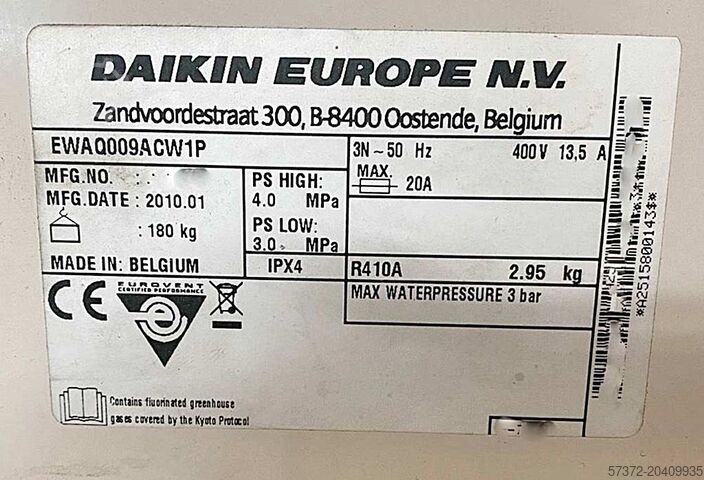 DAIKIN EUROPE N.V.
Zandvoordestraat 300, B-8400 Oostende, Belgium
EWAQ009ACW1P
3N~50 Hz 400V 13,5 A
MAX.
20A
MFG.NO. :
MFG.DATE : 2010.01
: 180 kg
PS HIGH:
4.0 MPa
PS LOW:
3.0 MPa
MADE IN: BELGIUM
IPX4
R410A 2.95 kg
MAX WATERPRESSURE 3 bar
CE
EUROVENT
CERTIFIED PERFORMANCE
Contains fluorinated greenhouse
gases covered by the Kyoto Protocol
*A2515800143$*
57372-20409935